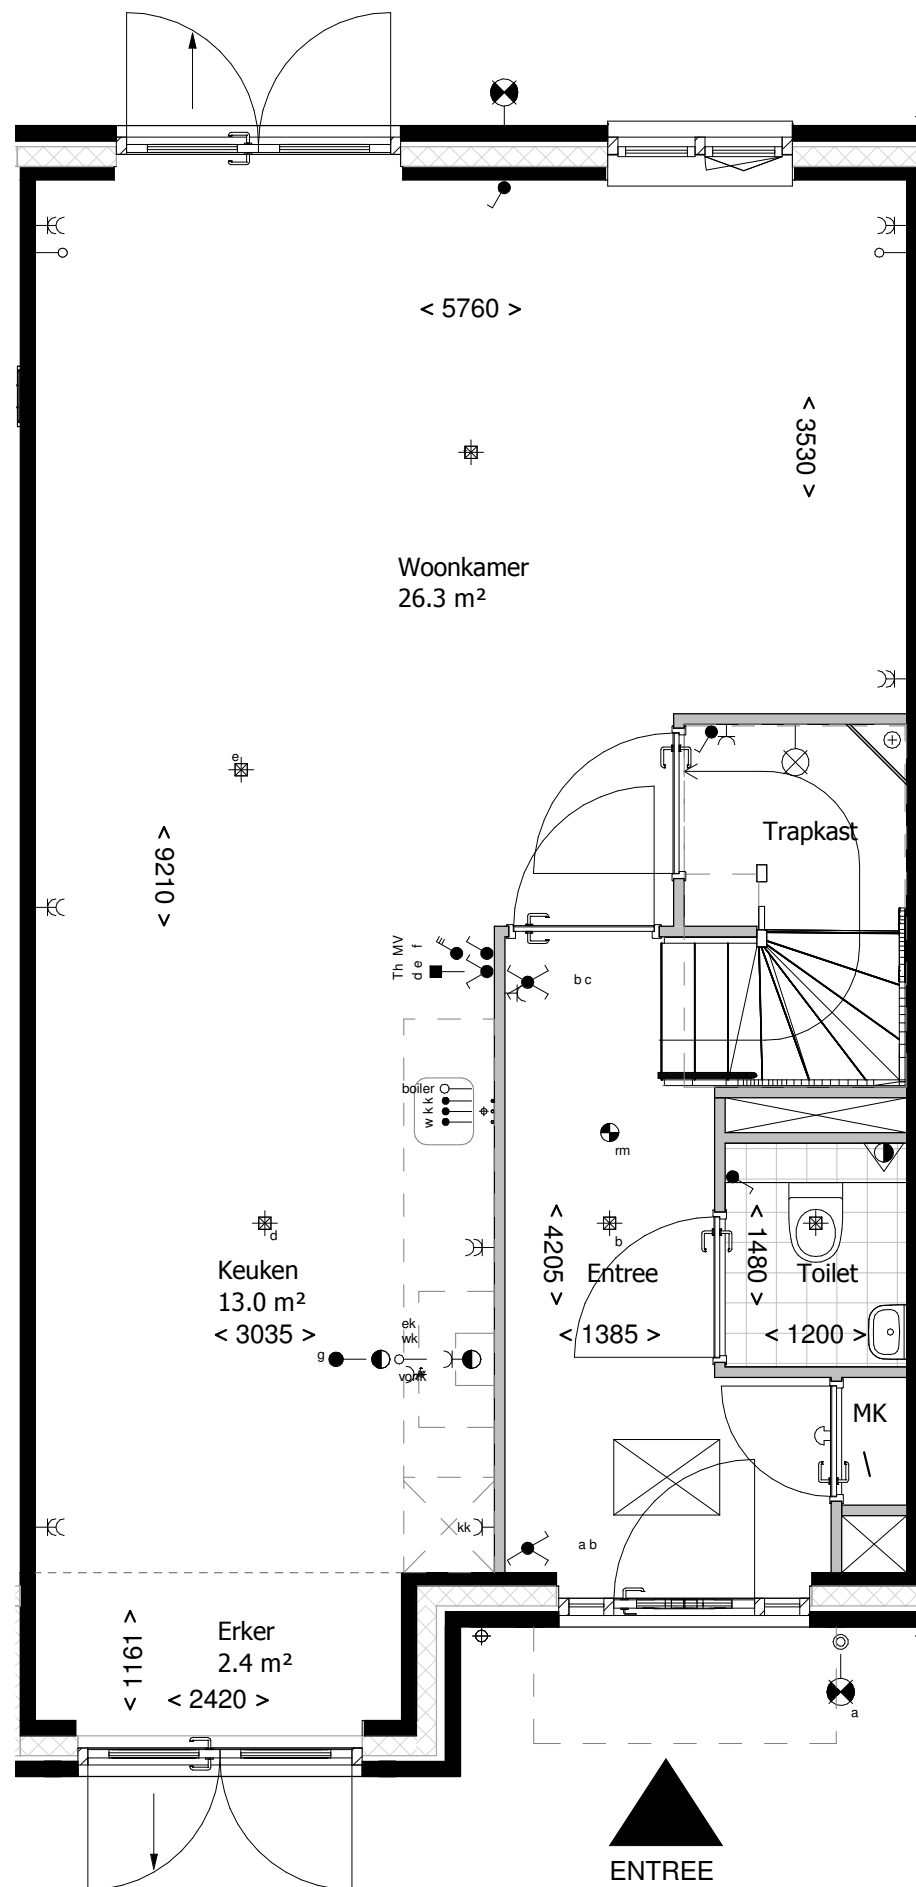 < 5760 >
< 3530 >
Woonkamer
26.3 m²
e
Trapkast
< 9210 >
Th MV
d e f
b c
boiler
w k k
rm
d
b
< 4205 >
< 1480 >
Keuken
13.0 m²
< 3035 >
Entree
Toilet
< 1385 >
< 1200 >
ek
wk
g
vonk
MK
kk
a b
Erker
2.4 m²
< 1161 >
< 2420 >
a
ENTREE